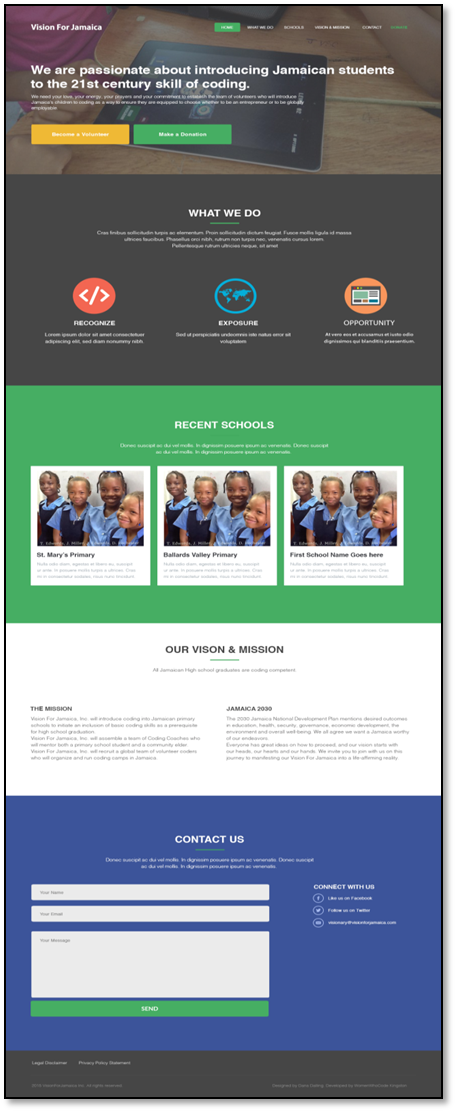 Vision For Jamaica
HOME WHAT WE DO SCHOOLS VISION & MISSION CONTACT
We are passionate about introducing Jamaican students
to the 21st century skill of coding.
We need your love, your energy, your prayers and your commitment to establish the team of volunteers who will introduce
Jamaica's children to coding as a way to ensure they are equipped to choose whether to be an entrepreneur or to be globally
employable.
Become a Volunteer Make a Donation
WHAT WE DO
Cras finibus sollicitudin turpis ac elementum. Proin sollicitudin dictum feugiat. Fusce mollis ligula id massa
ultrices faucibus. Phasellus orci nibh, rutrum non turpis nec, venenatis cursus lorem.
Pellentesque rutrum ultricies neque, sit amet
RECOGNIZE EXPOSURE OPPORTUNITY
Lorem ipsum dolor sit amet consectetuer Sed ut perspiciatis undeomnis iste natus error sit At vero eos et accusamus et iusto odio
adipiscing elit, sed diam nonummy nibh. voluptatem dignissimos qui blanditiis praesentium.
RECENT SCHOOLS
Donec suscipit ac dui vel mollis. In dignissim posuere ipsum ac venenatis. Donec suscipit
ac dui vel mollis. In dignissim posuere ipsum ac venenatis.
St. Mary's Primary Ballards Valley Primary First School Name Goes here
OUR VISON & MISSION
All Jamaican High school graduates are coding competent.
THE MISSION
Vision For Jamaica, Inc. will introduce coding into Jamaican primary
schools to initiate an inclusion of basic coding skills as a prerequisite
for high school graduation.
Vision For Jamaica, Inc. will assemble a team of Coding Coaches who
will mentor both a primary school student and a community elder.
Vision For Jamaica, Inc. will recruit a global team of volunteer coders
who will organize and run coding camps in Jamaica.
JAMAICA 2030
The 2030 Jamaica National Development Plan mentions desired outcomes
in education, health, security, governance, economic development, the
environment and overall well-being. We all agree we want a Jamaica worthy
of our endeavors.
Everyone has great ideas on how to proceed, and our vision starts with
our heads, our hearts and our hands. We invite you to join with us on this
journey to manifesting our Vision For Jamaica into a life-affirming reality.
CONTACT US
Donec suscipit ac dui vel mollis. In dignissim posuere ipsum ac venenatis. Donec suscipit
ac dui vel mollis. In dignissim posuere ipsum ac venenatis.
Your Name
Your Email
Your Message
SEND
CONNECT WITH US
Like us on Facebook
Follow us on Twitter
visionary@visionforjamaica.com
Legal Disclaimer Privacy Policy Statement
All rights reserved